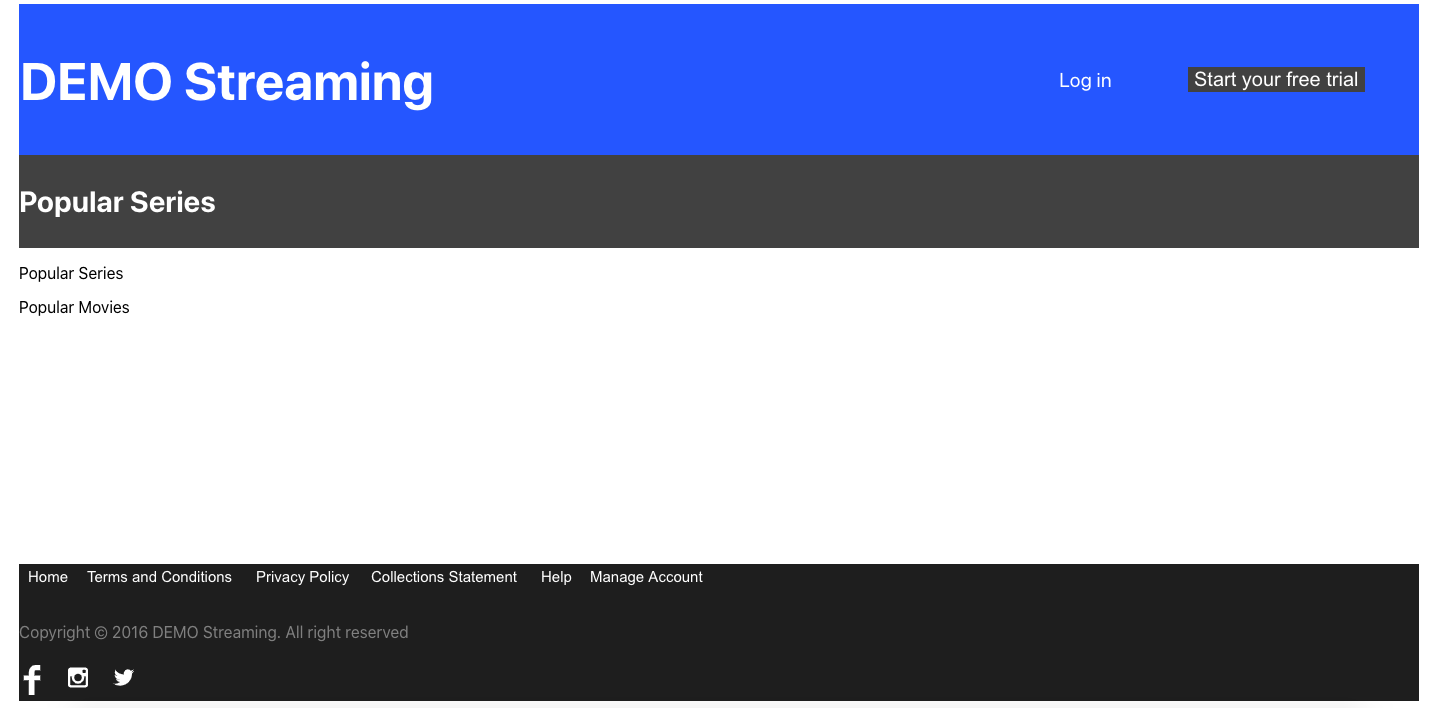 DEMO Streaming
Log in
Start your free trial
Popular Series
Popular Series
Popular Movies
Home Terms and Conditions Privacy Policy Collections Statement Help Manage Account
Copyright © 2016 DEMO Streaming. All right reserved